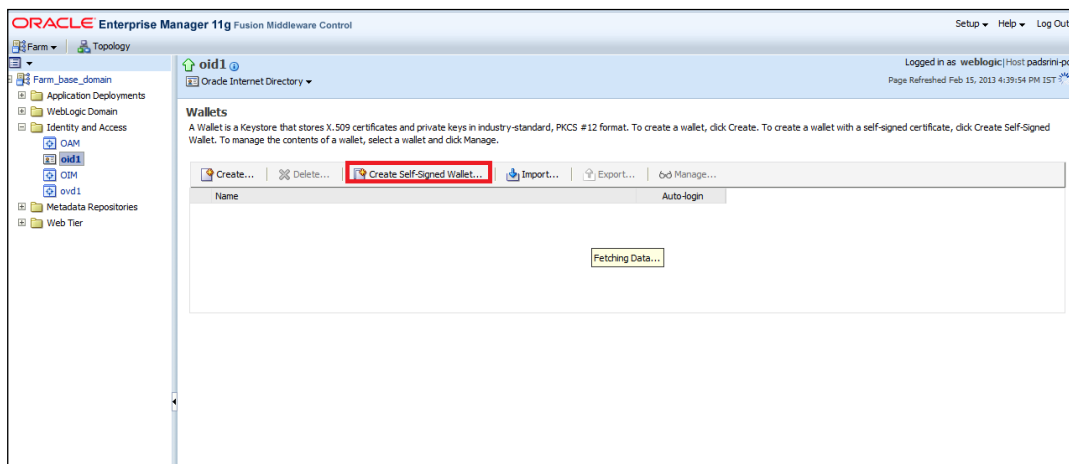 ORACLE Enterprise Manager 11g Fusion Middleware Control
Setup Help Log Out
Farm Topology
Farm_base_domain
Application Deployments
WebLogic Domain
Identity and Access
OAM
oid1
OIM
ovd1
Metadata Repositories
Web Tier
oid1
Oracle Internet Directory
Logged in as weblogic|Host padsrini-pc
Page Refreshed Feb 15, 2013 4:39:54 PM IST
Wallets
A Wallet is a Keystore that stores X.509 certificates and private keys in industry-standard, PKCS #12 format. To create a wallet, click Create. To create a wallet with a self-signed certificate, click Create Self-Signed
Wallet. To manage the contents of a wallet, select a wallet and click Manage.
Create... Delete... Create Self-Signed Wallet... Import... Export... Manage...
Name Auto-login
Fetching Data...